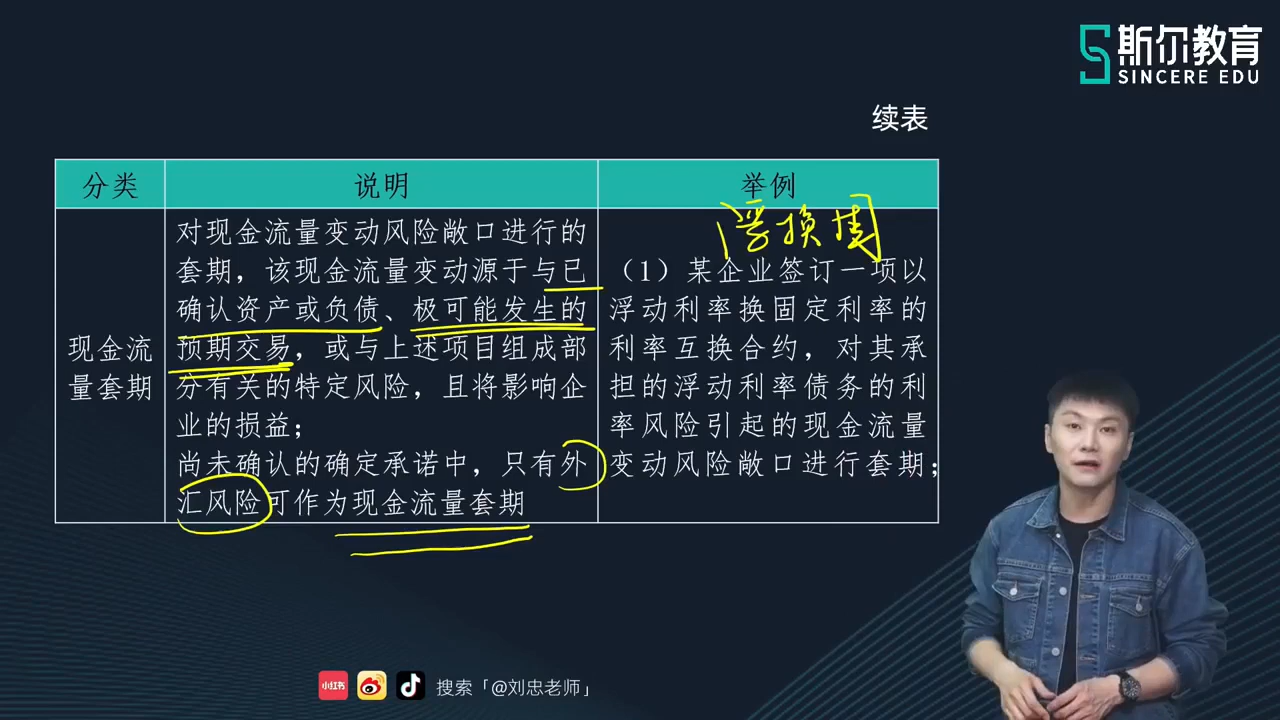 斯尔教育
SINCERE EDU
续表
分类
说明
举例
浮换固
现金流
量套期
对现金流量变动风险敞口进行的
套期，该现金流量变动源于与已
确认资产或负债、极可能发生的
预期交易，或与上述项目组成部
分有关的特定风险，且将影响企
业的损益；
尚未确认的确定承诺中，只有外
汇风险可作为现金流量套期
（1）某企业签订一项以
浮动利率换固定利率的
利率互换合约，对其承
担的浮动利率债务的利
率风险引起的现金流量
变动风险敞口进行套期；
小红书
搜索「@刘忠老师」